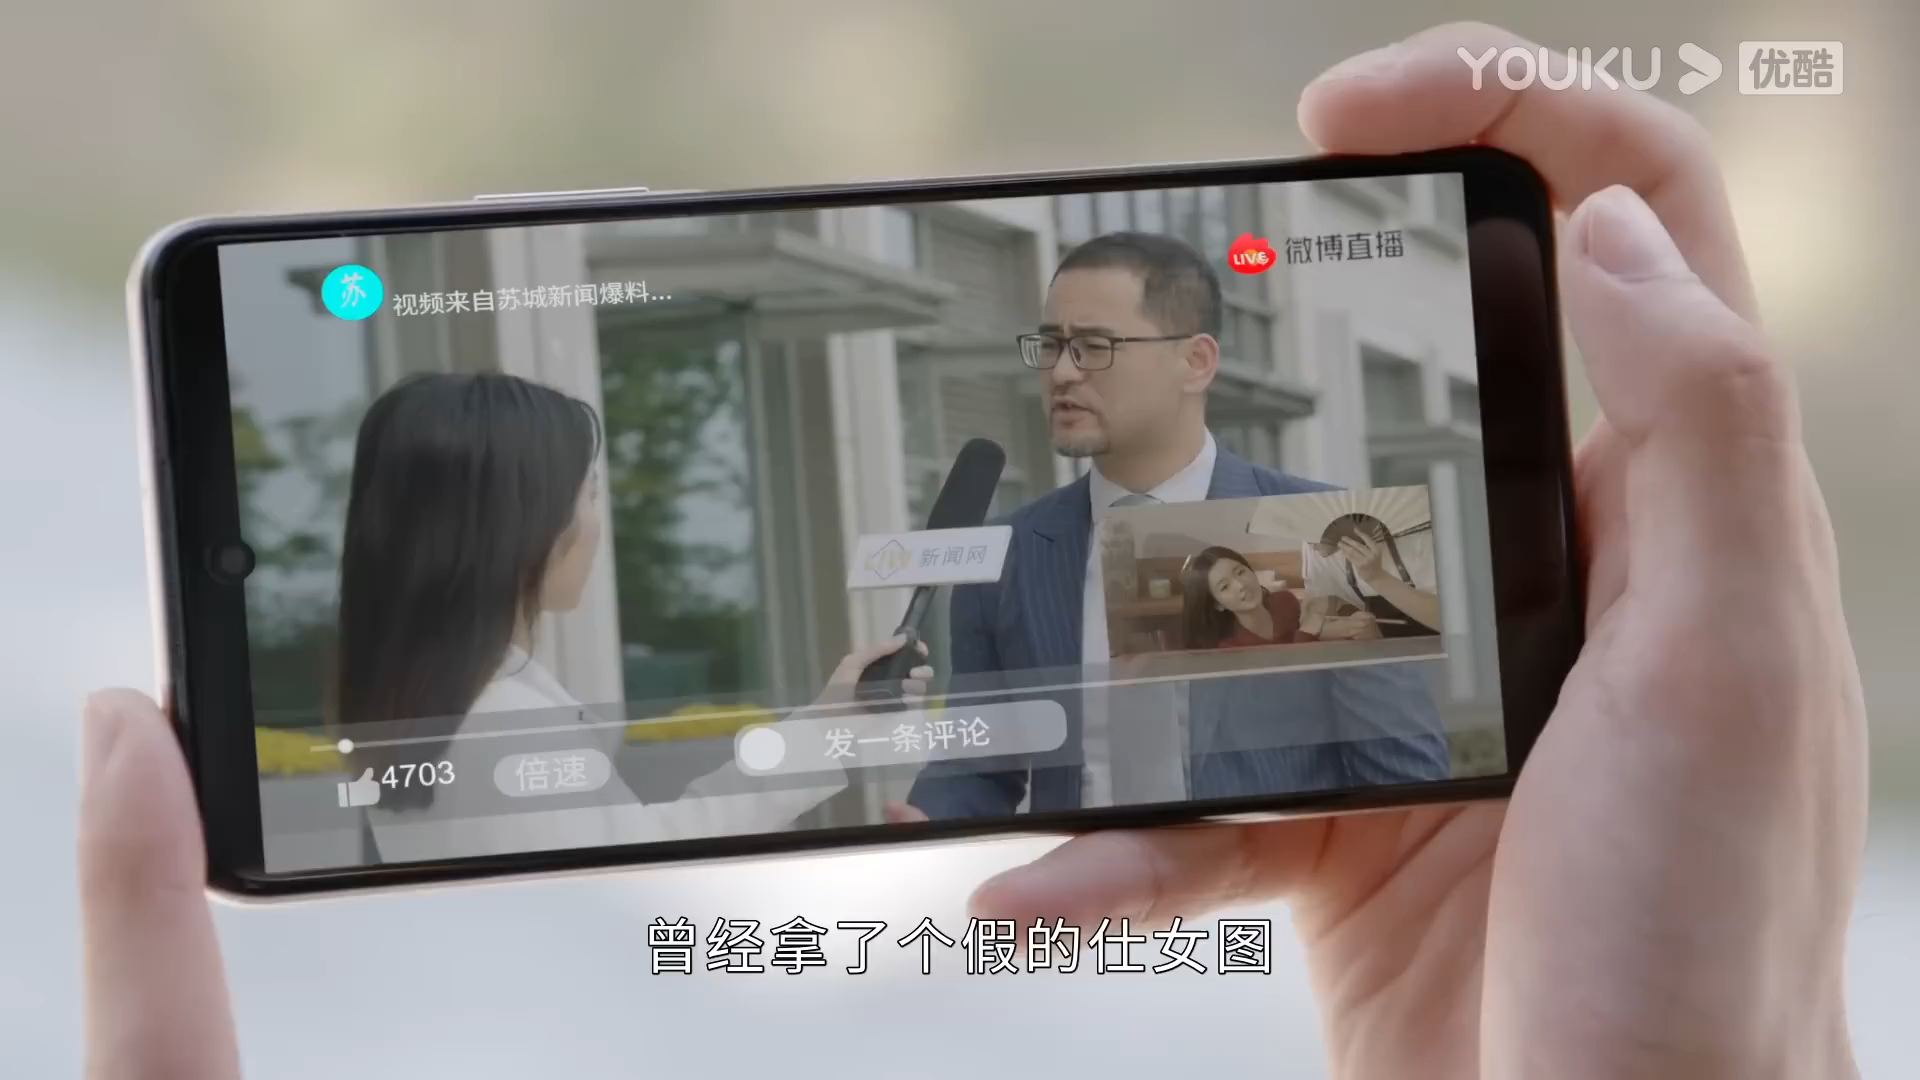 YOUKU 优酷
LIVE 微博直播
苏 视频来自苏城新闻爆料...
新闻网
发一条评论
4703 倍速
曾经拿了个假的仕女图